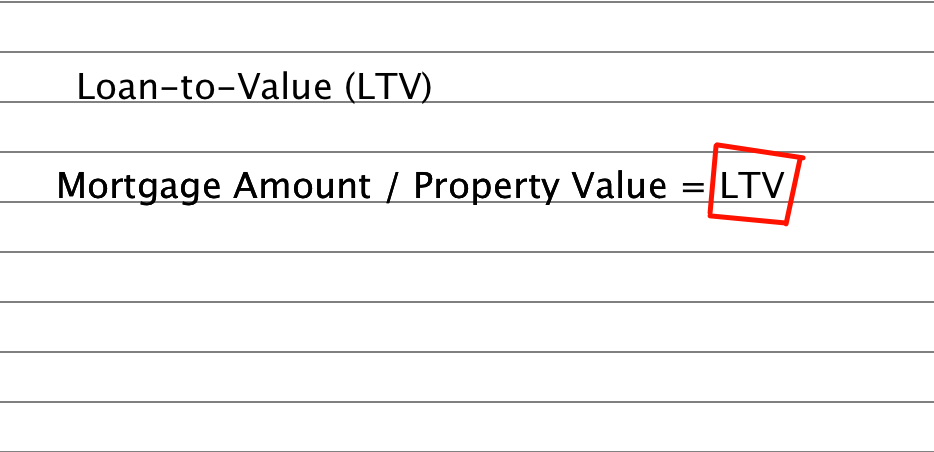 Loan-to-Value (LTV)
Mortgage Amount / Property Value = LTV